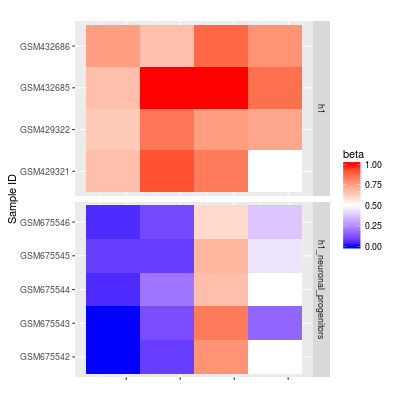 GSM432686
GSM432685
GSM429322
GSM429321
h1
GSM675546
GSM675545
GSM675544
GSM675543
GSM675542
h1_neuronal_progenitors
Sample ID
beta
1.00
0.75
0.50
0.25
0.00